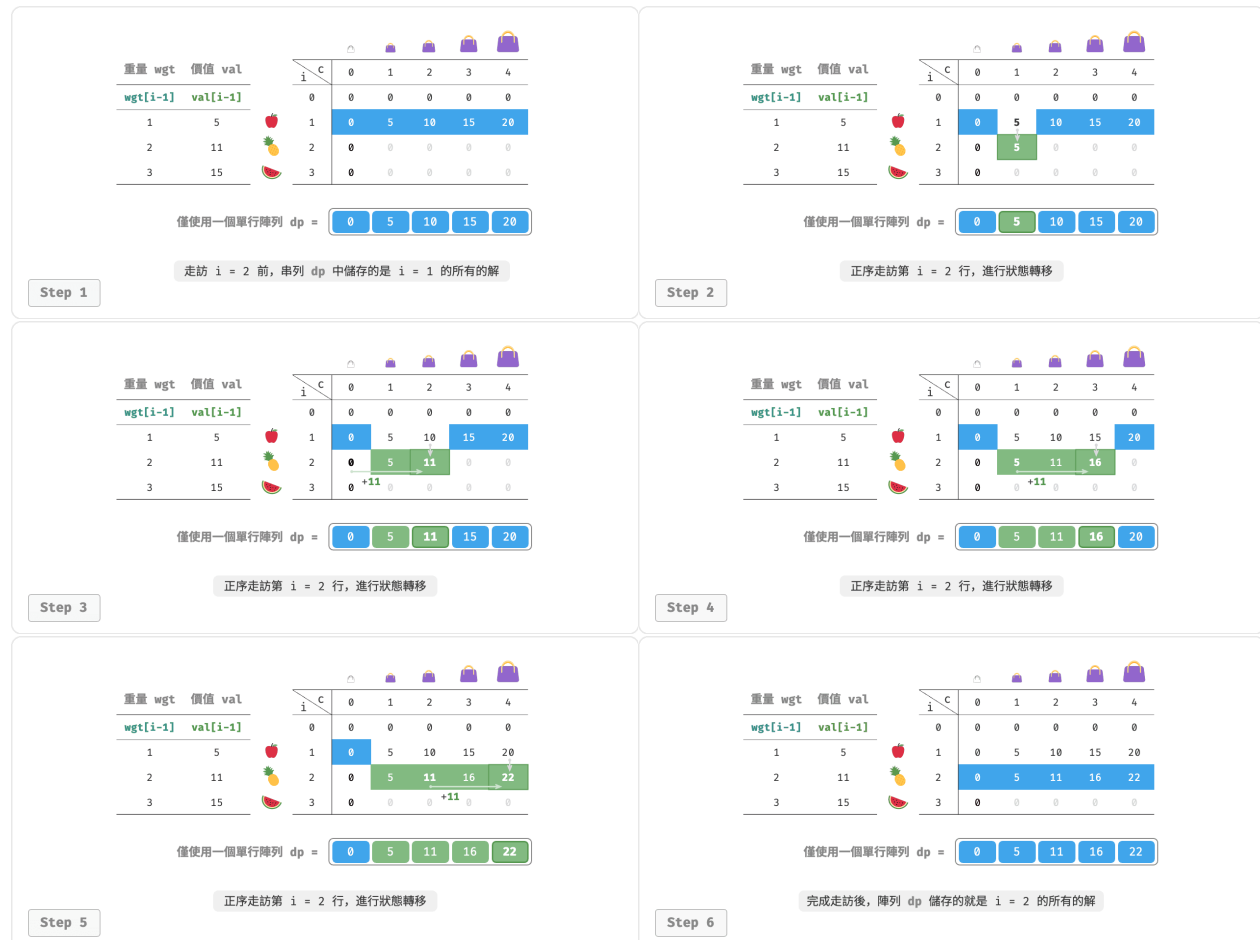 重量 wgt 價值 val
wgt[i-1] val[i-1]
1 5
2 11
3 15
i C 0 1 2 3 4
0 0 0 0 0 0
1 0 5 10 15 20
2 0 0 0 0 0
3 0 0 0 0 0
僅使用一個單行陣列 dp = 0 5 10 15 20
走訪 i = 2 前，串列 dp 中儲存的是 i = 1 的所有的解
Step 1
重量 wgt 價值 val
wgt[i-1] val[i-1]
1 5
2 11
3 15
i C 0 1 2 3 4
0 0 0 0 0 0
1 0 5 10 15 20
2 0 5 0 0 0
3 0 0 0 0 0
僅使用一個單行陣列 dp = 0 5 10 15 20
正序走訪第 i = 2 行，進行狀態轉移
Step 2
重量 wgt 價值 val
wgt[i-1] val[i-1]
1 5
2 11
3 15
i C 0 1 2 3 4
0 0 0 0 0 0
1 0 5 10 15 20
2 0 5 11 0 0
+11
3 0 0 0 0 0
僅使用一個單行陣列 dp = 0 5 11 15 20
正序走訪第 i = 2 行，進行狀態轉移
Step 3
重量 wgt 價值 val
wgt[i-1] val[i-1]
1 5
2 11
3 15
i C 0 1 2 3 4
0 0 0 0 0 0
1 0 5 10 15 20
2 0 5 11 16 0
+11
3 0 0 0 0 0
僅使用一個單行陣列 dp = 0 5 11 16 20
正序走訪第 i = 2 行，進行狀態轉移
Step 4
重量 wgt 價值 val
wgt[i-1] val[i-1]
1 5
2 11
3 15
i C 0 1 2 3 4
0 0 0 0 0 0
1 0 5 10 15 20
2 0 5 11 16 22
+11
3 0 0 0 0 0
僅使用一個單行陣列 dp = 0 5 11 16 22
正序走訪第 i = 2 行，進行狀態轉移
Step 5
重量 wgt 價值 val
wgt[i-1] val[i-1]
1 5
2 11
3 15
i C 0 1 2 3 4
0 0 0 0 0 0
1 0 5 10 15 20
2 0 5 11 16 22
3 0 0 0 0 0
僅使用一個單行陣列 dp = 0 5 11 16 22
完成走訪後，陣列 dp 儲存的就是 i = 2 的所有的解
Step 6